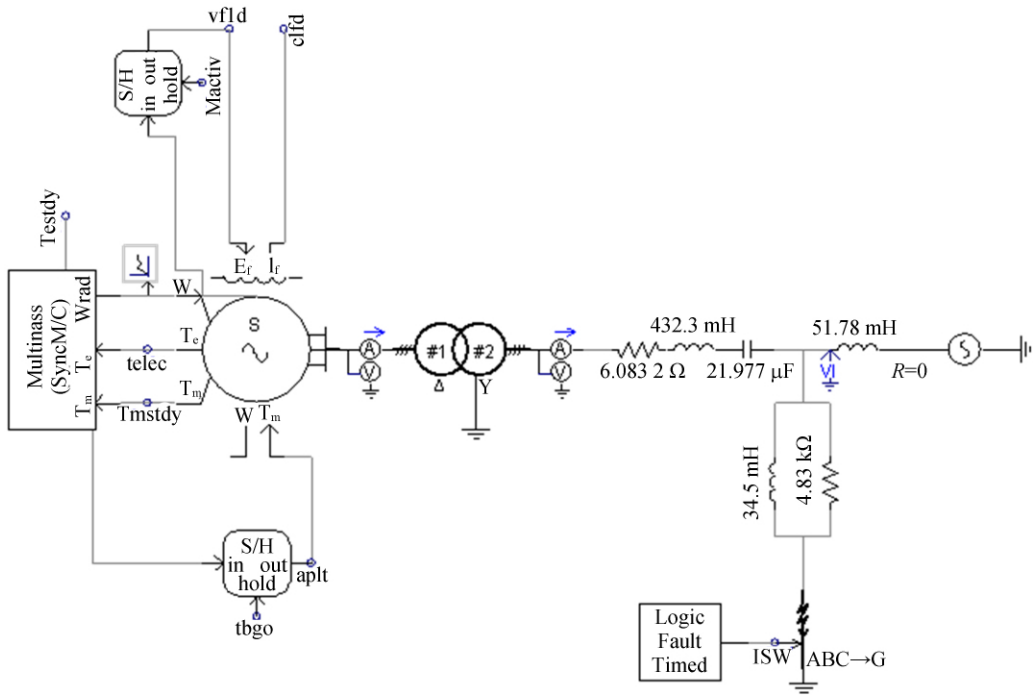 vf1d
clfd
S/H
in out
hold
Mactiv
Testdy
Ef If
Multimass
(SyncM/C)
Wrad
Te
Tm
W
Te
Tm
telec
Tmstdy
S
W Tm
A
V
#1 #2
Δ
Y
A
V
432.3 mH
6.083 2 Ω
21.977 μF
51.78 mH
VI
R=0
S
34.5 mH
4.83 kΩ
S/H
in out
hold
aplt
tbgo
Logic
Fault
Timed
ISW
ABC→G